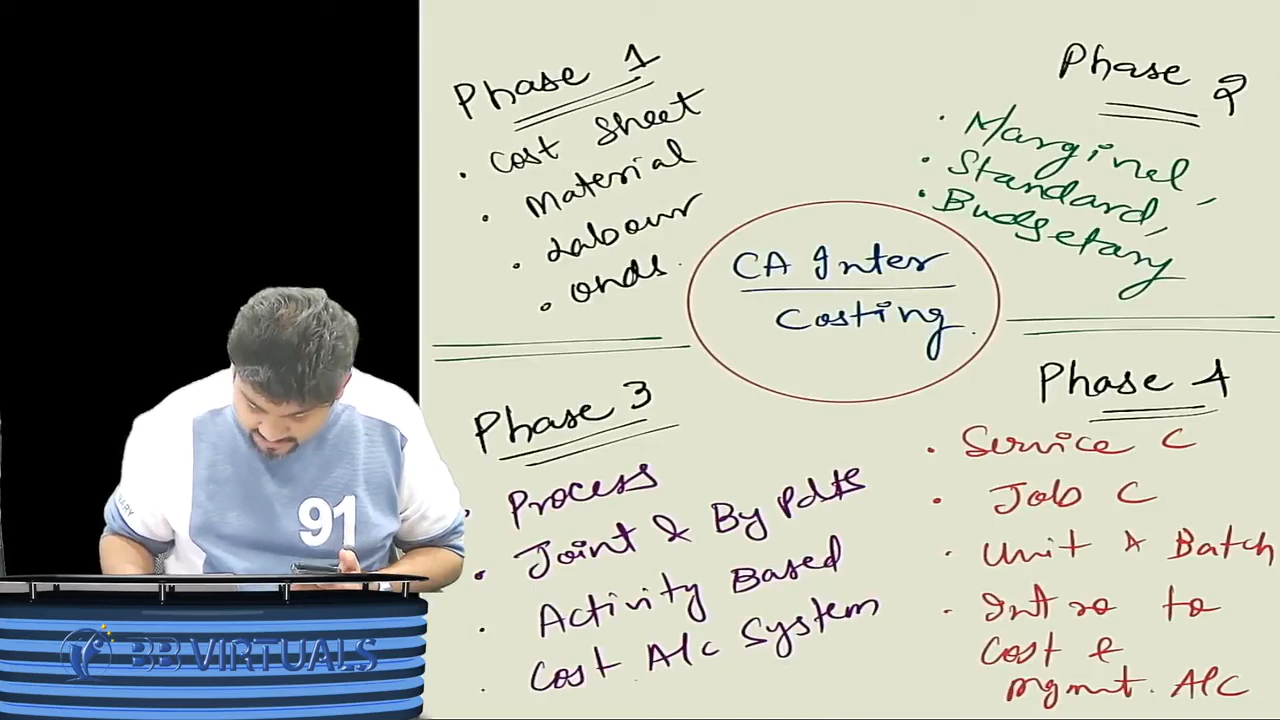 Phase 1
• Cost Sheet
• Material
• Labour
• OHDs.
Phase 2
• Marginal,
• Standard,
• Budgetary
CA Inter
Costing
Phase 3
• Process
• Joint & By Pdts
• Activity Based
• Cost A/c System
Phase 4
• Service C
• Job C
• Unit & Batch
• Intro to
Cost &
Mgmt. A/C
NARY
91
BB VIRTUALS